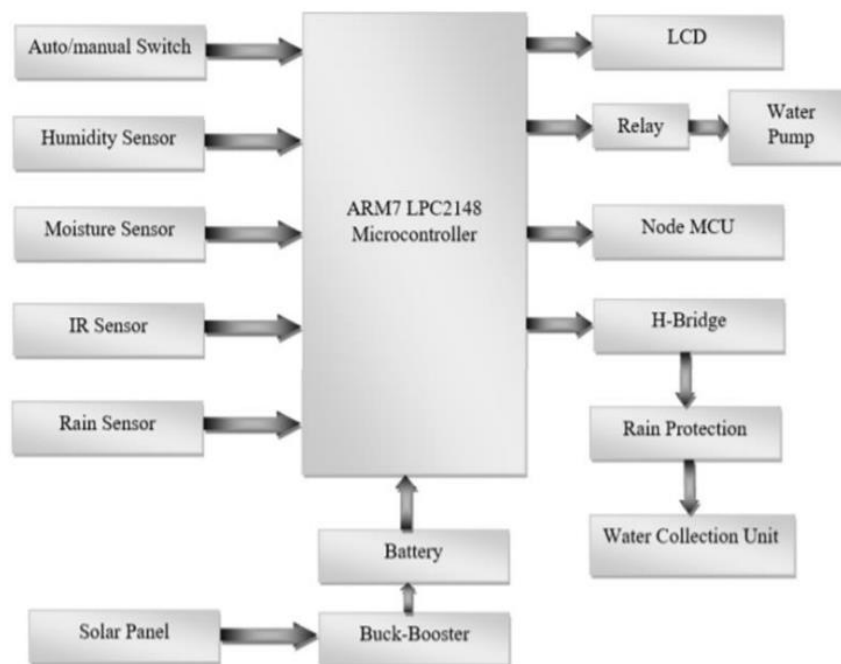 Auto/manual Switch
Humidity Sensor
Moisture Sensor
IR Sensor
Rain Sensor
ARM7 LPC2148
Microcontroller
LCD
Relay
Water
Pump
Node MCU
H-Bridge
Rain Protection
Water Collection Unit
Battery
Solar Panel
Buck-Booster